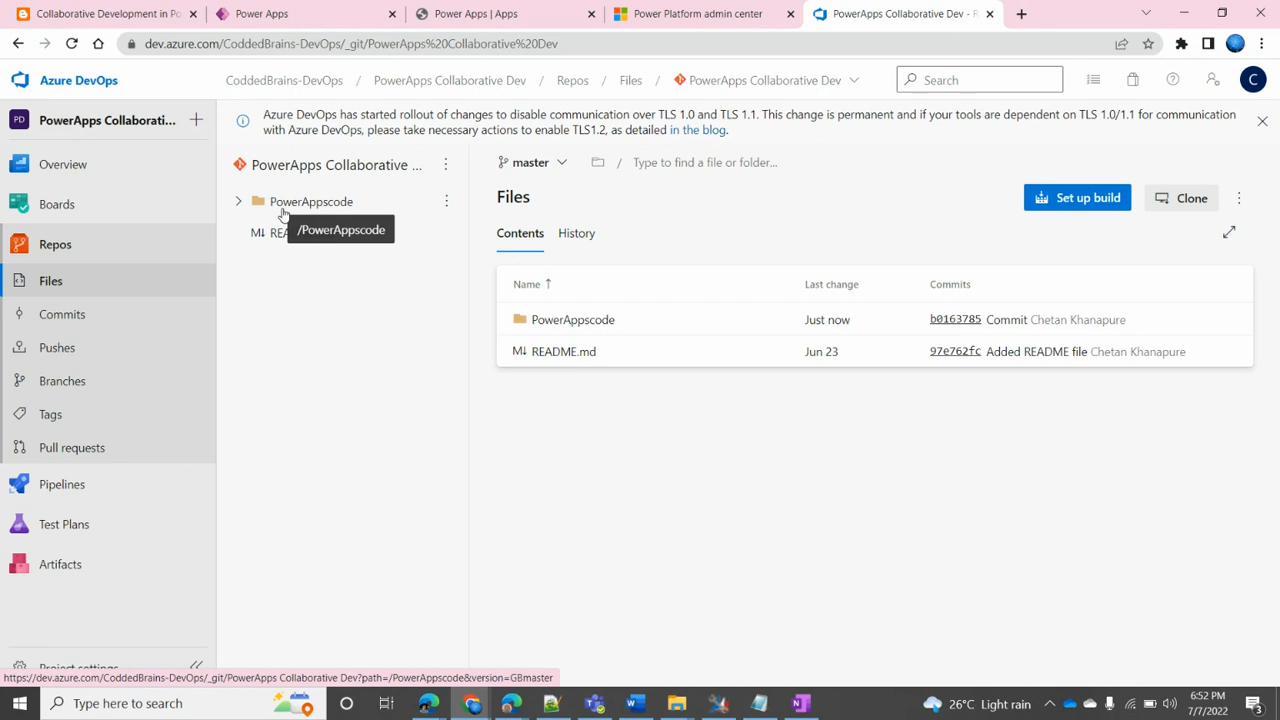 Collaborative Development in Po
Power Apps
Power Apps | Apps
Power Platform admin center
PowerApps Collaborative Dev - R
dev.azure.com/CoddedBrains-DevOps/_git/PowerApps%20Collaborative%20Dev
Azure DevOps
CoddedBrains-DevOps / PowerApps Collaborative Dev / Repos / Files / PowerApps Collaborative Dev
Search
C
PD
PowerApps Collaborati...
Azure DevOps has started rollout of changes to disable communication over TLS 1.0 and TLS 1.1. This change is permanent and if your tools are dependent on TLS 1.0/1.1 for communication
with Azure DevOps, please take necessary actions to enable TLS1.2, as detailed in the blog.
Overview
Boards
Repos
Files
Commits
Pushes
Branches
Tags
Pull requests
Pipelines
Test Plans
Artifacts
Project settings
PowerApps Collaborative ...
PowerAppscode
/PowerAppscode
master
/ Type to find a file or folder...
Files
Set up build
Clone
Contents
History
Name
Last change
Commits
PowerAppscode
Just now
b0163785 Commit Chetan Khanapure
README.md
Jun 23
97e762fc Added README file Chetan Khanapure
https://dev.azure.com/CoddedBrains-DevOps/_git/PowerApps Collaborative Dev?path=/PowerAppscode&version=GBmaster
Type here to search
26°C Light rain
6:52 PM
7/7/2022
3